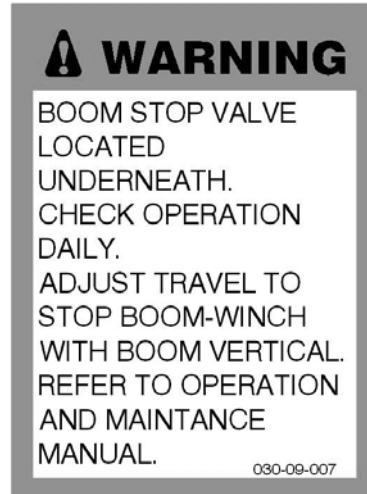 WARNING
BOOM STOP VALVE
LOCATED
UNDERNEATH.
CHECK OPERATION
DAILY.
ADJUST TRAVEL TO
STOP BOOM-WINCH
WITH BOOM VERTICAL.
REFER TO OPERATION
AND MAINTANCE
MANUAL.
030-09-007